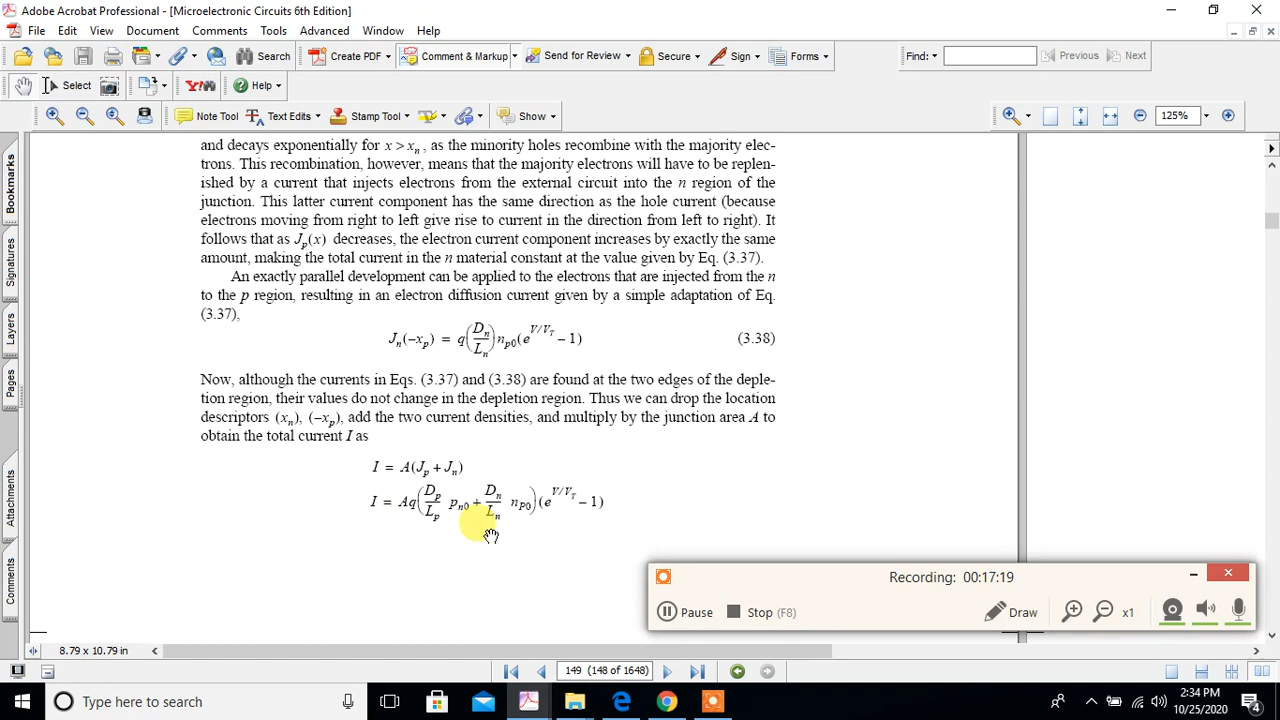 Adobe Acrobat Professional - [Microelectronic Circuits 6th Edition]
File Edit View Document Comments Tools Advanced Window Help
Search Create PDF Comment & Markup Send for Review Secure Sign Forms Find: Previous Next
Select Y! Help
Note Tool Text Edits Stamp Tool Show 125%
Bookmarks
Signatures
Layers
Pages
Attachments
Comments
and decays exponentially for x > xₙ, as the minority holes recombine with the majority elec-
trons. This recombination, however, means that the majority electrons will have to be replen-
ished by a current that injects electrons from the external circuit into the n region of the
junction. This latter current component has the same direction as the hole current (because
electrons moving from right to left give rise to current in the direction from left to right). It
follows that as Jₚ(x) decreases, the electron current component increases by exactly the same
amount, making the total current in the n material constant at the value given by Eq. (3.37).
An exactly parallel development can be applied to the electrons that are injected from the n
to the p region, resulting in an electron diffusion current given by a simple adaptation of Eq.
(3.37),
Jₙ(−xₚ) = q(Dₙ/Lₙ)nₚ₀(e^{V/V_T} − 1) (3.38)
Now, although the currents in Eqs. (3.37) and (3.38) are found at the two edges of the deple-
tion region, their values do not change in the depletion region. Thus we can drop the location
descriptors (xₙ), (−xₚ), add the two current densities, and multiply by the junction area A to
obtain the total current I as
I = A(Jₚ + Jₙ)
I = Aq(Dₚ/Lₚ pₙ₀ + Dₙ/Lₙ n_{P0})(e^{V/V_T} − 1)
Recording: 00:17:19
Pause Stop (F8) Draw x1
8.79 x 10.79 in
149 (148 of 1648)
Type here to search
2:34 PM
10/25/2020
4